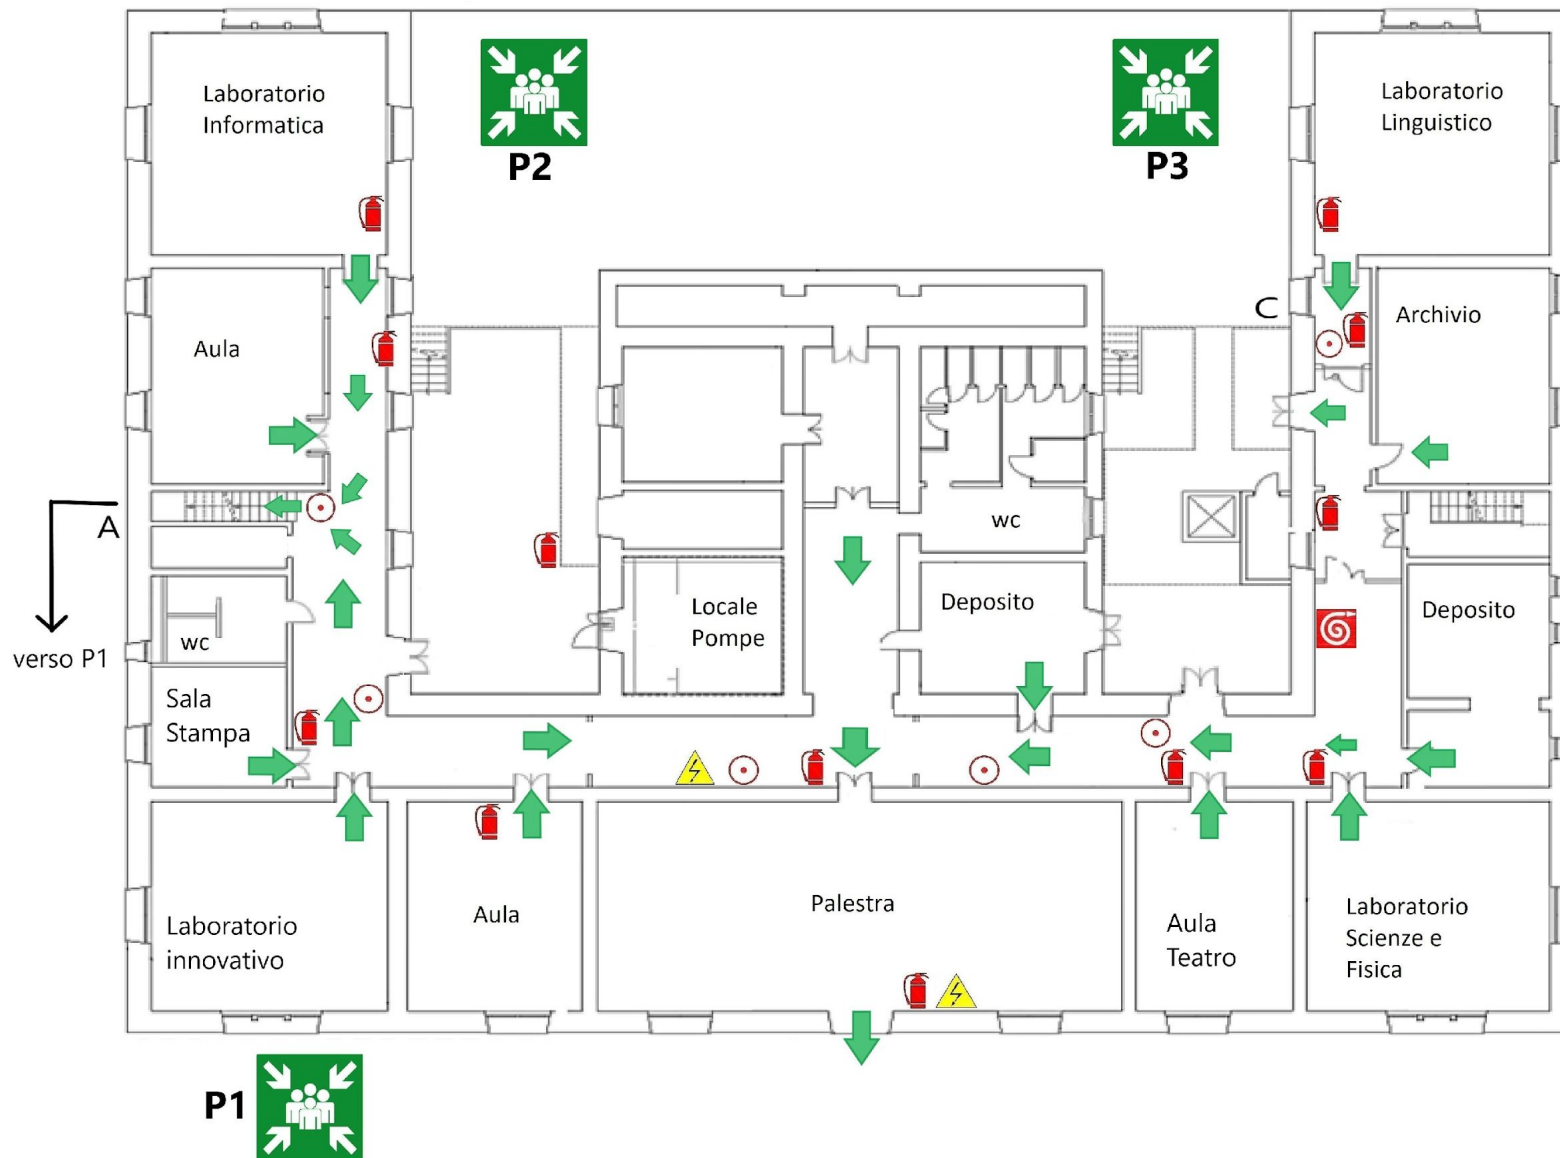 Laboratorio
Informatica
P2
P3
Laboratorio
Linguistico
Aula
C
Archivio
A
verso P1
wc
Sala
Stampa
Locale
Pompe
wc
Deposito
Deposito
Laboratorio
innovativo
Aula
Palestra
Aula
Teatro
Laboratorio
Scienze e
Fisica
P1